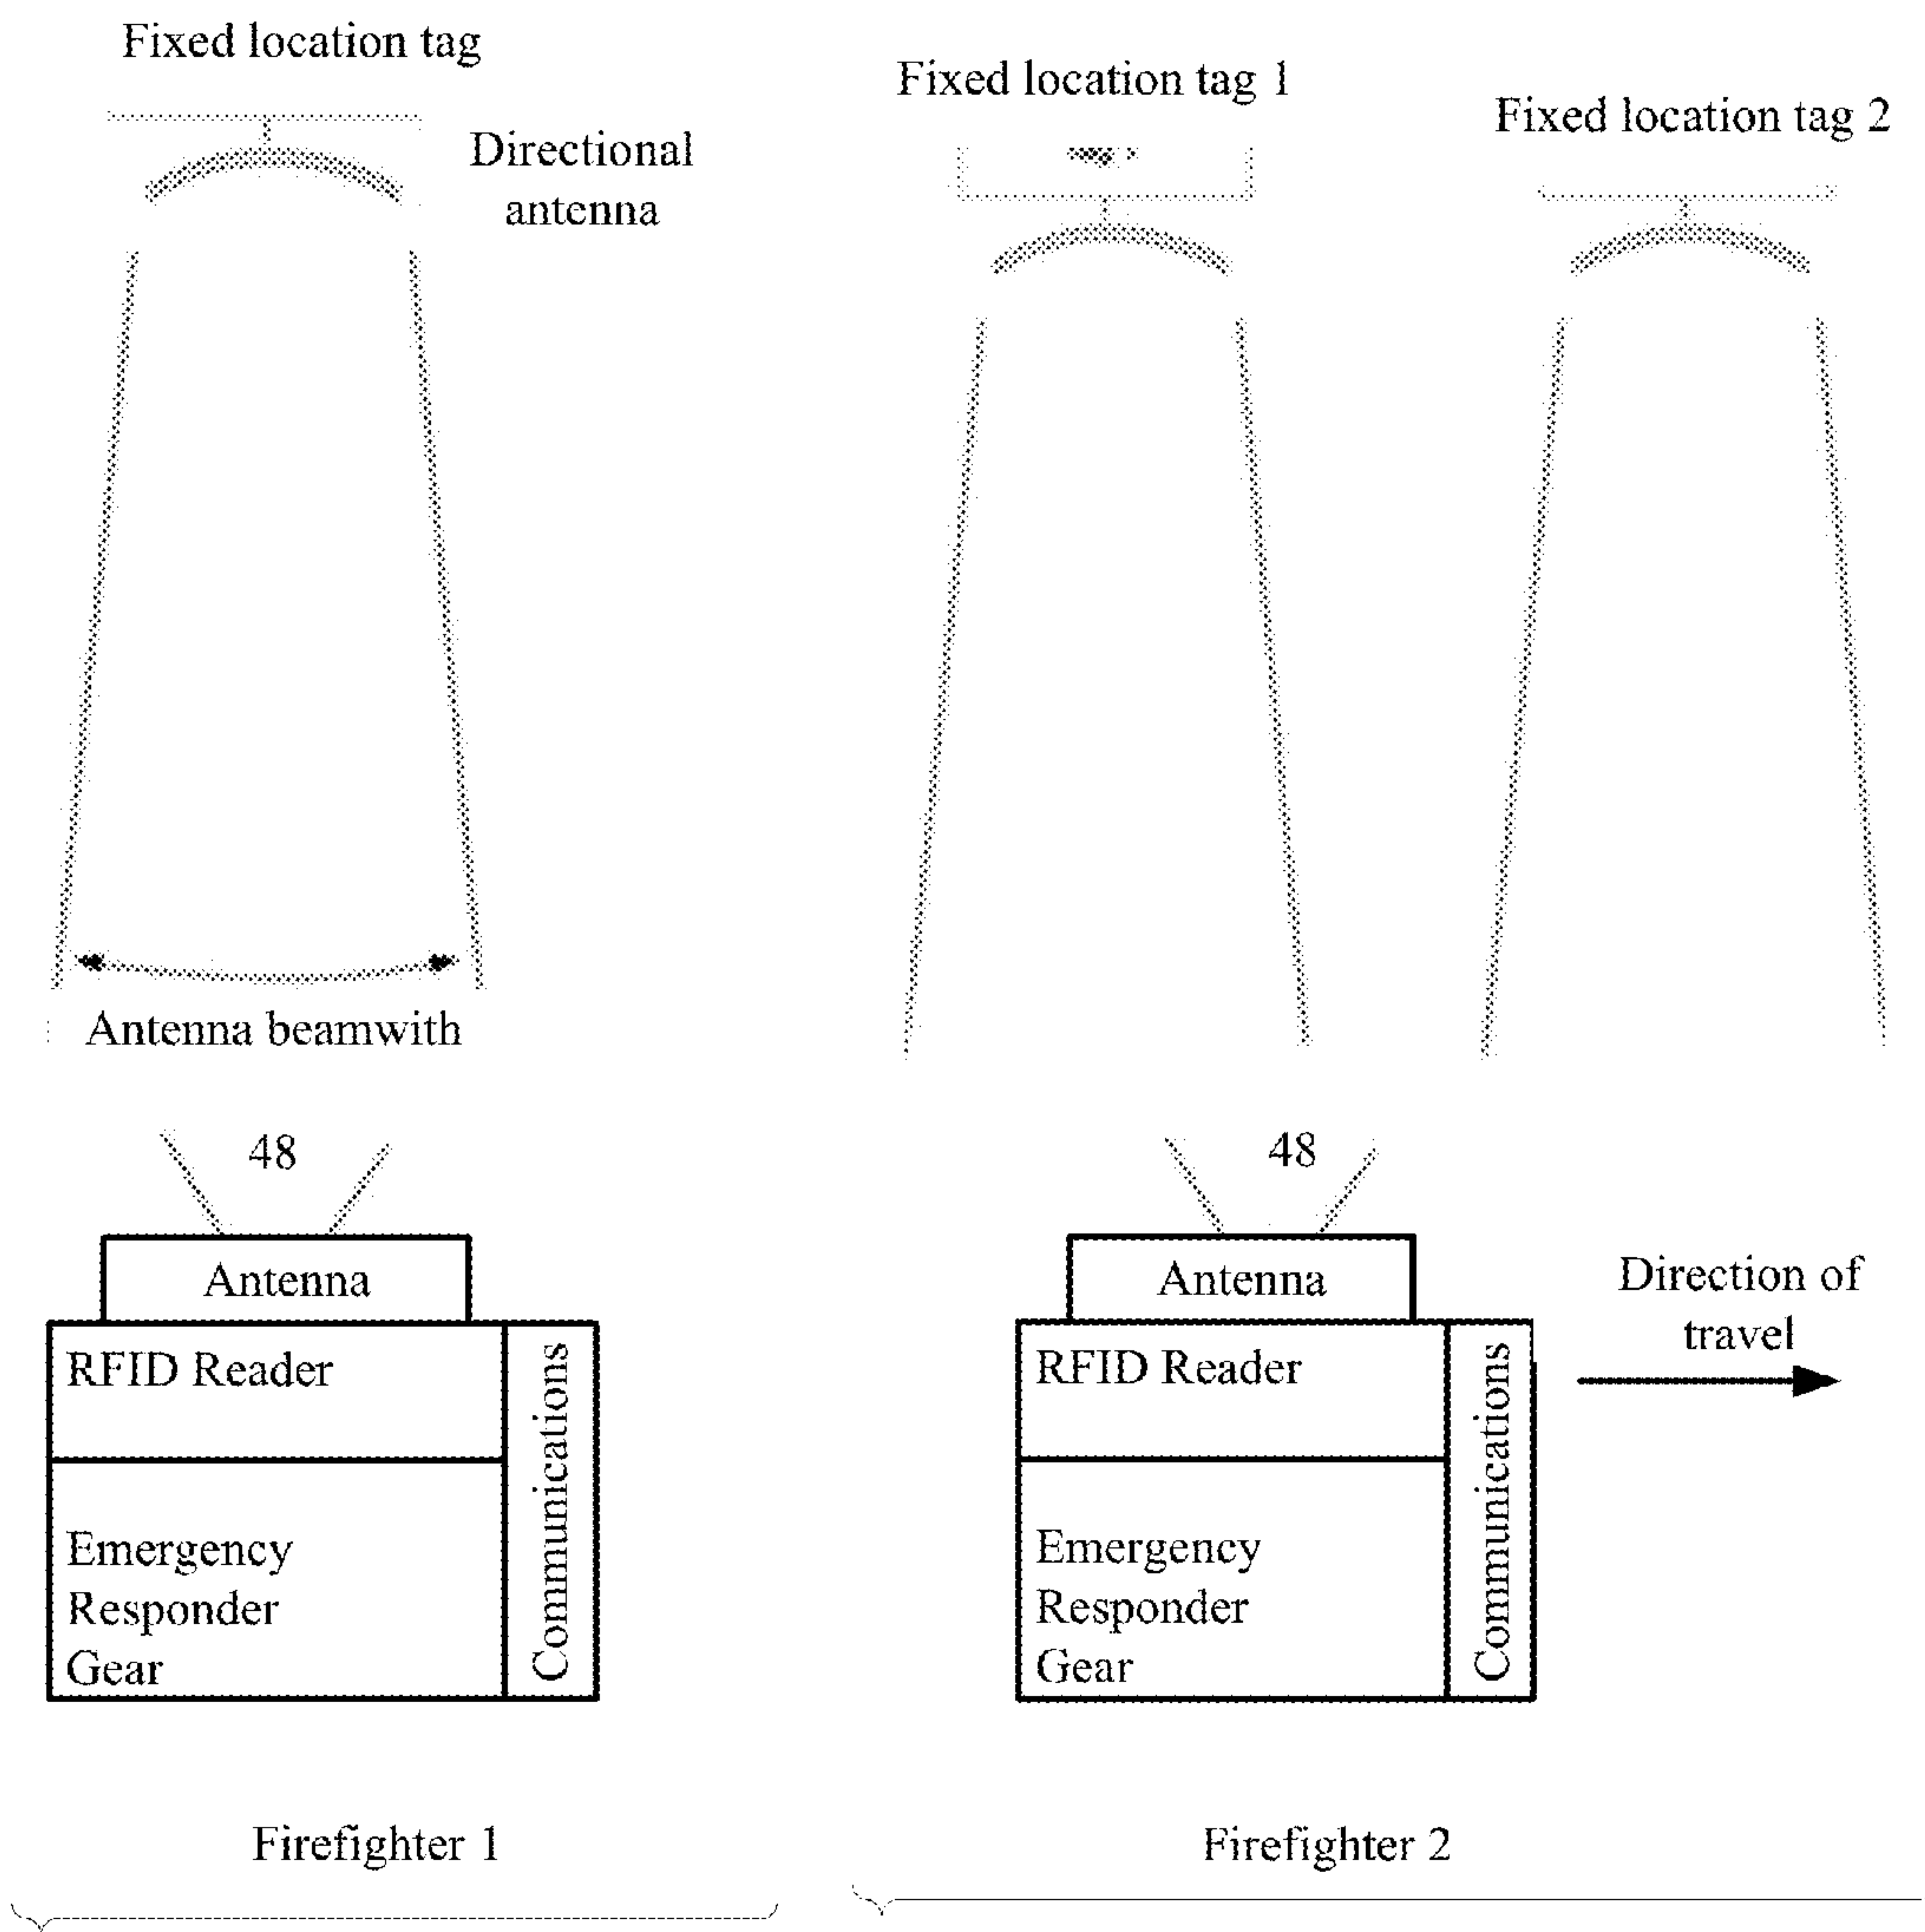 Fixed location tag
Directional
antenna
Antenna beamwith
48
Antenna
RFID Reader
Emergency
Responder
Gear
Communications
Firefighter 1
Fixed location tag 1
Fixed location tag 2
48
Antenna
RFID Reader
Emergency
Responder
Gear
Communications
Direction of
travel
Firefighter 2